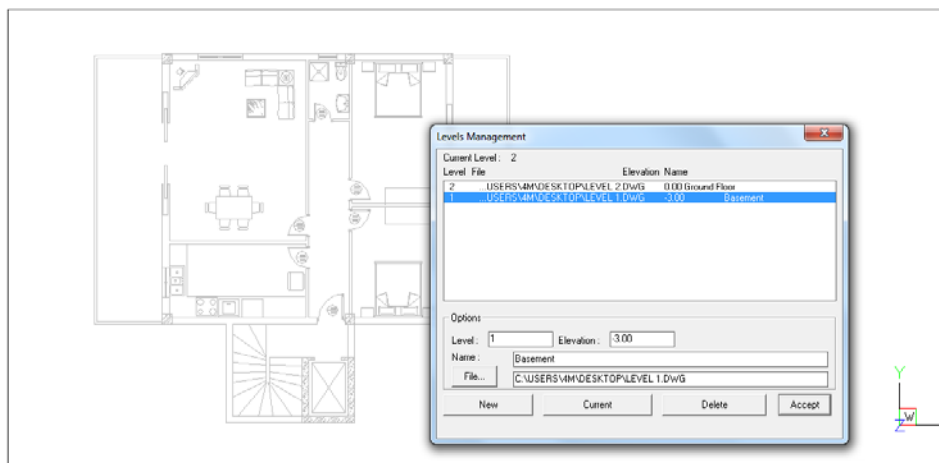 Levels Management
Current Level : 2
Level File Elevation Name
2 ...USERS\4M\DESKTOP\LEVEL 2.DWG 0.00 Ground Floor
1 ...USERS\4M\DESKTOP\LEVEL 1.DWG -3.00 Basement
Options
Level : 1 Elevation : -3.00
Name : Basement
File... C:\USERS\4M\DESKTOP\LEVEL 1.DWG
New Current Delete Accept
Y
W
Z